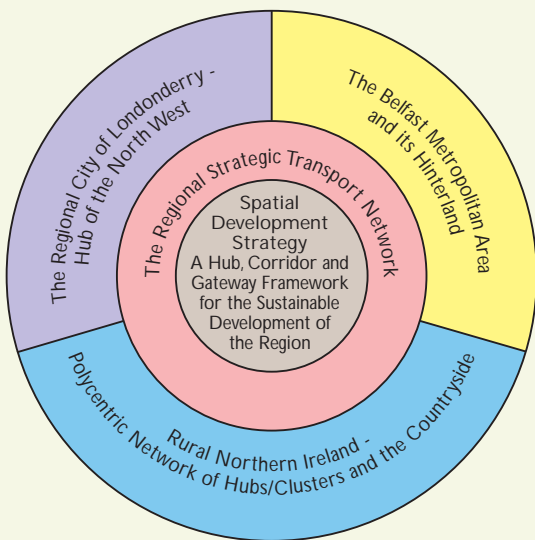 The Regional City of Londonderry -
Hub of the North West
The Belfast Metropolitan Area
and its Hinterland
The Regional Strategic Transport Network
Spatial
Development
Strategy
A Hub, Corridor and
Gateway Framework
for the Sustainable
Development of
the Region
Rural Northern Ireland -
Polycentric Network of Hubs/Clusters and the Countryside